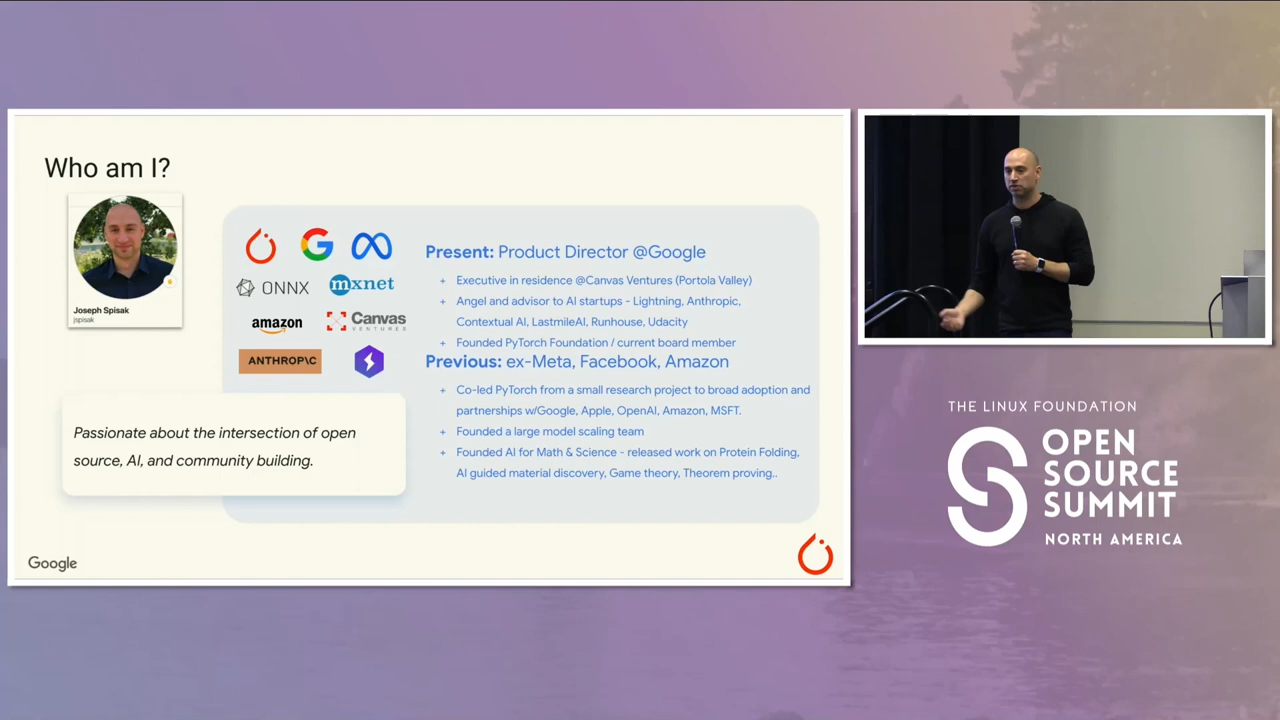 Who am I?
Joseph Spisak
jspisak
ONNX
mxnet
amazon
Canvas
VENTURES
ANTHROP\C
Present: Product Director @Google
+ Executive in residence @Canvas Ventures (Portola Valley)
+ Angel and advisor to AI startups - Lightning, Anthropic,
Contextual AI, LastmileAI, Runhouse, Udacity
+ Founded PyTorch Foundation / current board member
Previous: ex-Meta, Facebook, Amazon
+ Co-led PyTorch from a small research project to broad adoption and
partnerships w/Google, Apple, OpenAI, Amazon, MSFT.
+ Founded a large model scaling team
+ Founded AI for Math & Science - released work on Protein Folding,
AI guided material discovery, Game theory, Theorem proving..
Passionate about the intersection of open
source, AI, and community building.
Google
THE LINUX FOUNDATION
OPEN
SOURCE
SUMMIT
NORTH AMERICA